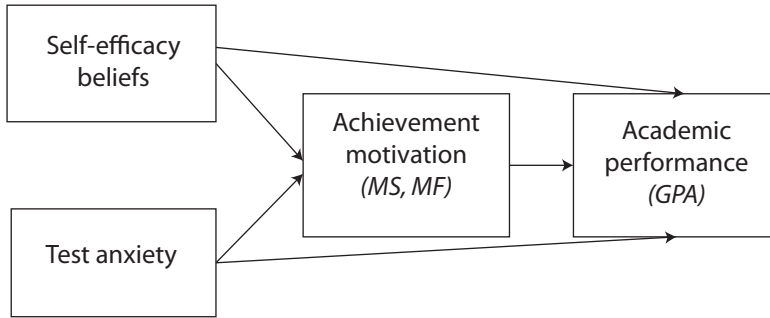 Self-efficacy
beliefs
Achievement
motivation
(MS, MF)
Academic
performance
(GPA)
Test anxiety